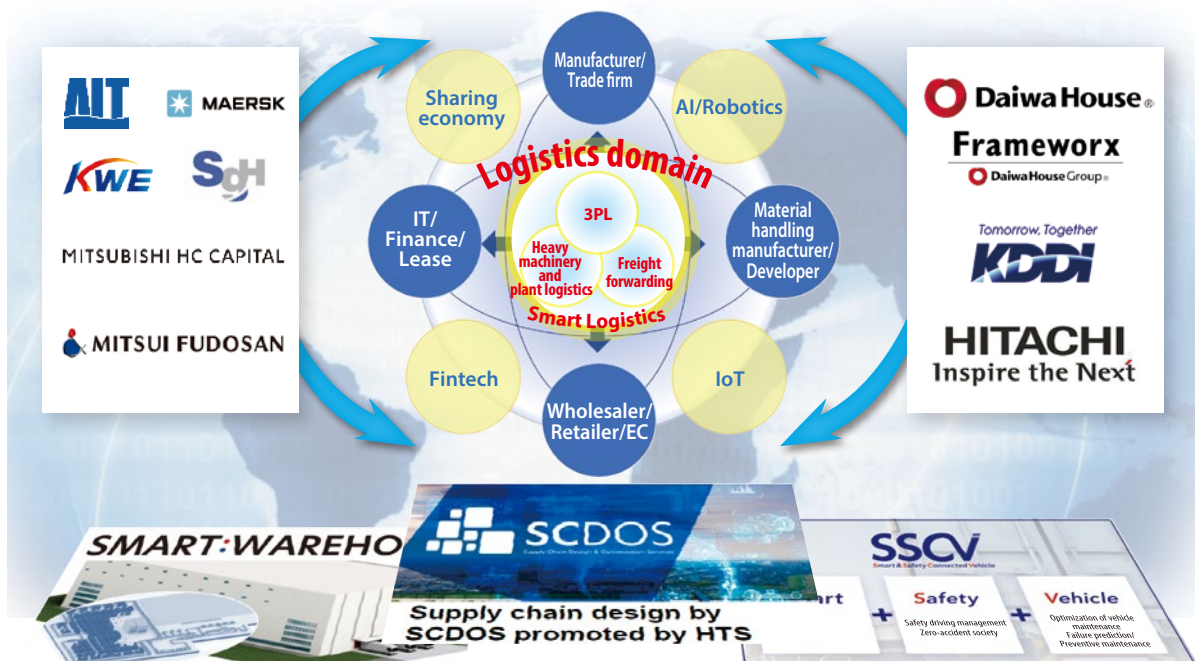 AIT
MAERSK
KWE
SGH
MITSUBISHI HC CAPITAL
MITSUI FUDOSAN
Manufacturer/
Trade firm
Sharing
economy
AI/Robotics
Logistics domain
3PL
Heavy
machinery
and
plant logistics
Freight
forwarding
Smart Logistics
IT/
Finance/
Lease
Material
handling
manufacturer/
Developer
Fintech
IoT
Wholesaler/
Retailer/EC
Daiwa House®
Frameworx
Daiwa House Group®
Tomorrow, Together
KDDI
HITACHI
Inspire the Next
SMART:WAREHO
SCDOS
Supply Chain Design & Optimization Services
Supply chain design by
SCDOS promoted by HTS
SSCV
Smart & Safety Connected Vehicle
art + Safety + Vehicle
Safety driving management
Zero-accident society
Optimization of vehicle
maintenance
Failure prediction/
Preventive maintenance